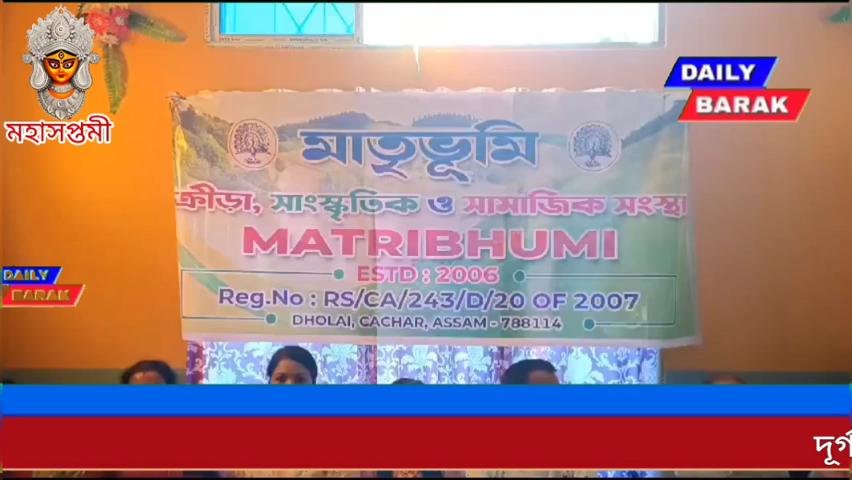 মহাসপ্তমী
DAILY
BARAK
মাতৃভূমি
ক্রীড়া, সাংস্কৃতিক ও সামাজিক সংস্থা
MATRIBHUMI
ESTD : 2006
Reg.No : RS/CA/243/D/20 OF 2007
DHOLAI, CACHAR, ASSAM - 788114
DAILY
BARAK